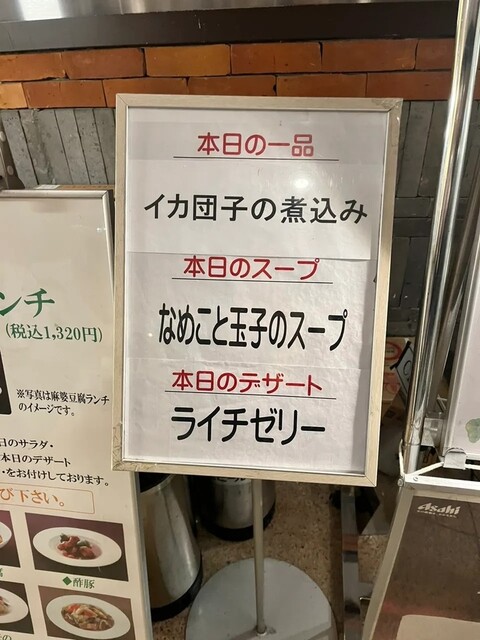 本日の一品
イカ団子の煮込み
本日のスープ
なめこと玉子のスープ
本日のデザート
ライチゼリー
ンチ
(税込1,320円)
※写真は麻婆豆腐ランチ
のイメージです。
日のサラダ・
本日のデザート
・をお付けしております。
び下さい。
◆酢豚
Asahi